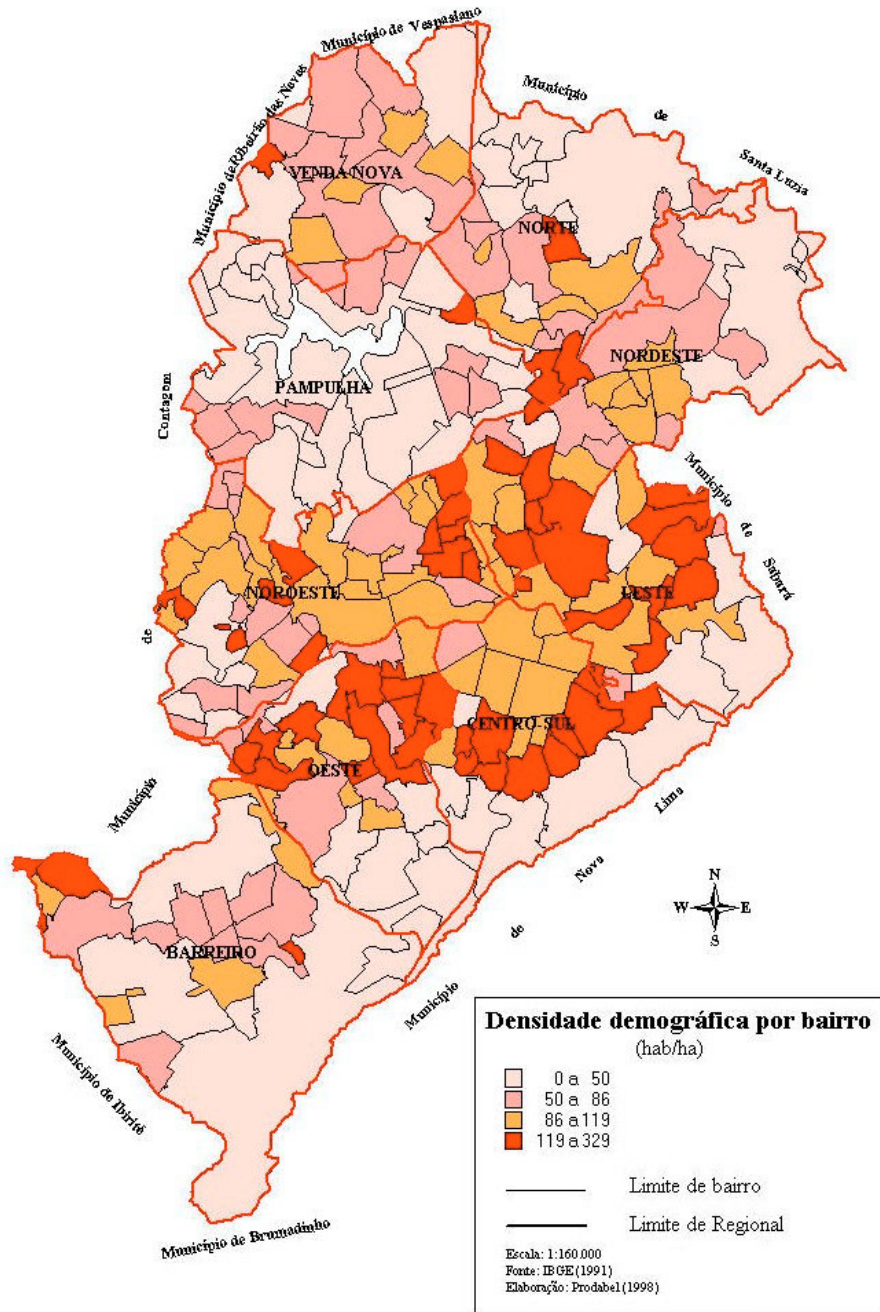 Município de Vespasiano
Município de Santa Luzia
Município de Ribeirão das Neves
VENDA NOVA
NORTE
NORDESTE
PAMPULHA
Contagem
de
Município
Município de Sabará
NOROESTE
LESTE
CENTRO-SUL
OESTE
Município de Nova Lima
N
W E
S
BARREIRO
Município de Ibirité
Município de Brumadinho
Densidade demográfica por bairro
(hab/ha)
0 a 50
50 a 86
86 a 119
119 a 329
Limite de bairro
Limite de Regional
Escala: 1:160.000
Fonte: IBGE (1991)
Elaboração: Prodabel (1998)